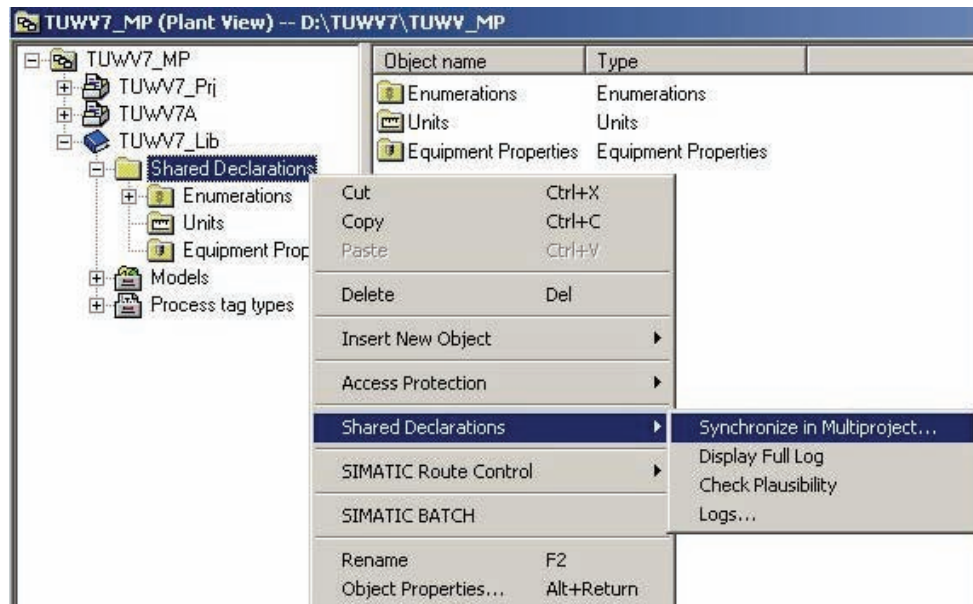 TUWV7_MP (Plant View) -- D:\TUWV7\TUWV_MP
TUWV7_MP
TUWV7_Prj
TUWV7A
TUWV7_Lib
Shared Declarations
Enumerations
Units
Equipment Prop
Models
Process tag types
Object name Type
Enumerations Enumerations
Units Units
Equipment Properties Equipment Properties
Cut Ctrl+X
Copy Ctrl+C
Paste Ctrl+V
Delete Del
Insert New Object
Access Protection
Shared Declarations
SIMATIC Route Control
SIMATIC BATCH
Rename F2
Object Properties... Alt+Return
Synchronize in Multiproject...
Display Full Log
Check Plausibility
Logs...